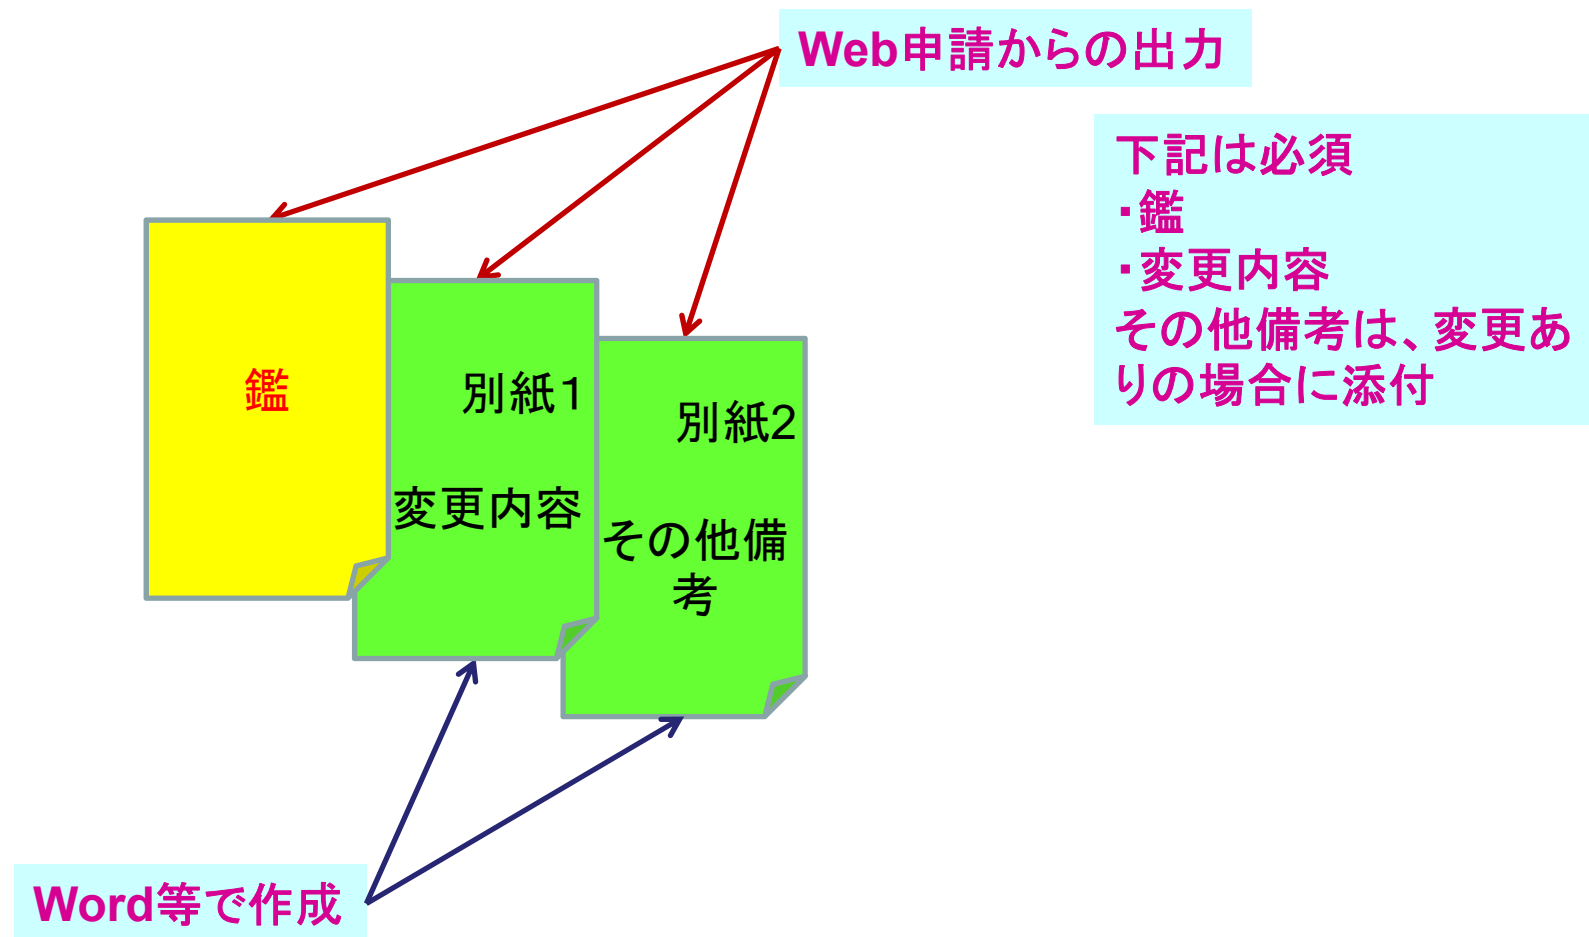 Web申請からの出力
下記は必須
・鑑
・変更内容
その他備考は、変更あ
りの場合に添付
鑑
別紙１
変更内容
別紙2
その他備
考
Word等で作成